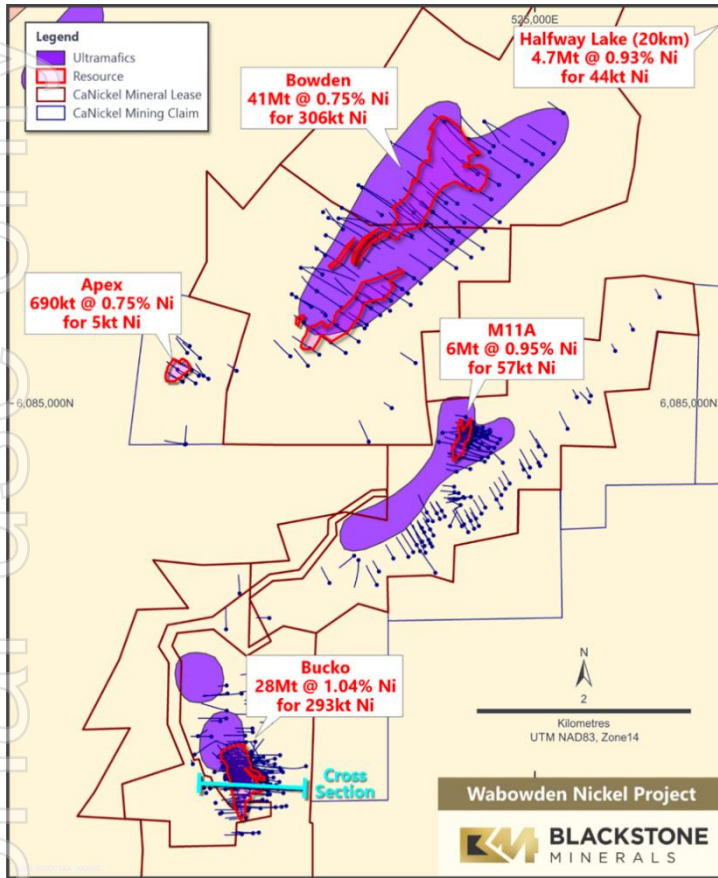 525,000E
Legend
Ultramafics
Resource
CaNickel Mineral Lease
CaNickel Mining Claim
Halfway Lake (20km)
4.7Mt @ 0.93% Ni
for 44kt Ni
Bowden
41Mt @ 0.75% Ni
for 306kt Ni
Apex
690kt @ 0.75% Ni
for 5kt Ni
M11A
6Mt @ 0.95% Ni
for 57kt Ni
6,085,000N
6,085,000N
Bucko
28Mt @ 1.04% Ni
for 293kt Ni
Cross
Section
N
2
Kilometres
UTM NAD83, Zone14
Wabowden Nickel Project
BLACKSTONE
MINERALS